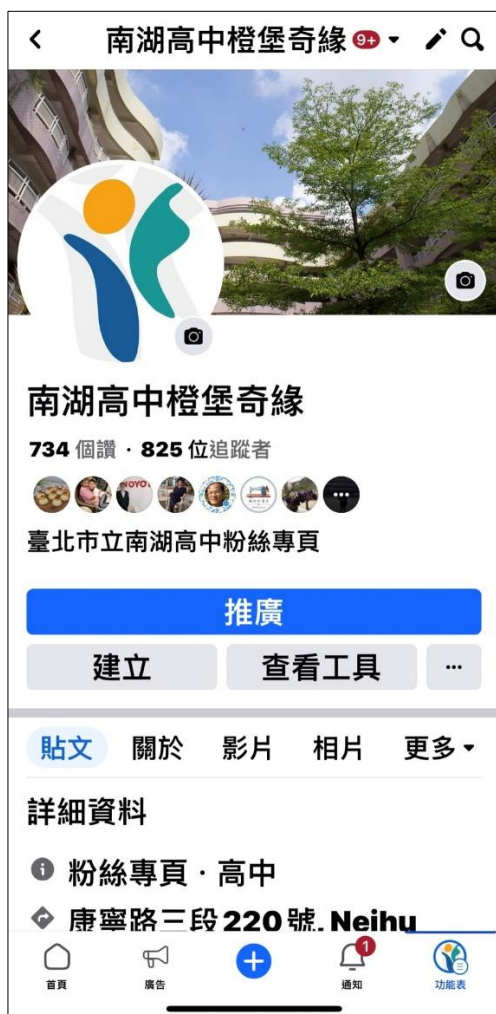 南湖高中橙堡奇緣 9+
南湖高中橙堡奇緣
734 個讚 · 825 位追蹤者
臺北市立南湖高中粉絲專頁
推廣
建立 查看工具 ...
貼文 關於 影片 相片 更多
詳細資料
粉絲專頁 · 高中
康寧路三段 220 號, Neihu
1
首頁 廣告 通知 功能表